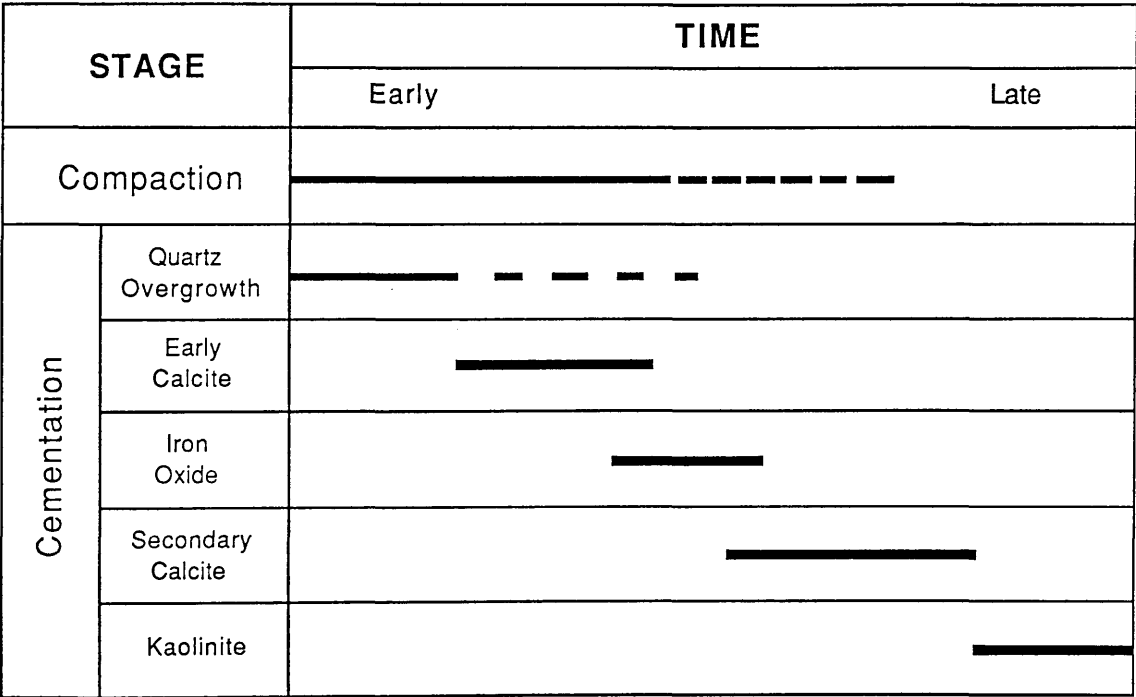 STAGE
TIME
Early
Late
Compaction
Cementation
Quartz
Overgrowth
Early
Calcite
Iron
Oxide
Secondary
Calcite
Kaolinite